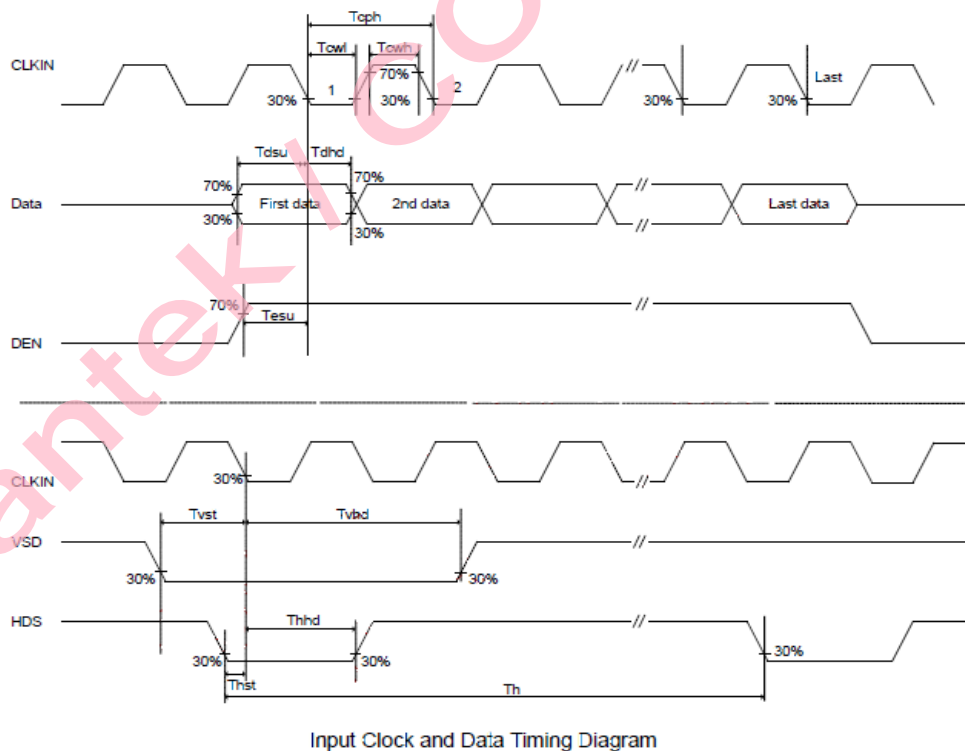 Tcph
Tcwl
Tcwh
CLKIN
70%
30%
1
30%
2
30%
30%
Last
Tdsu
Tdhd
70%
70%
Data
First data
2nd data
//
//
Last data
30%
30%
70%
Tesu
DEN
CLKIN
30%
Tvst
Tvhd
VSD
30%
30%
HDS
Thhd
30%
30%
30%
Thst
Th
Input Clock and Data Timing Diagram
antek / CO